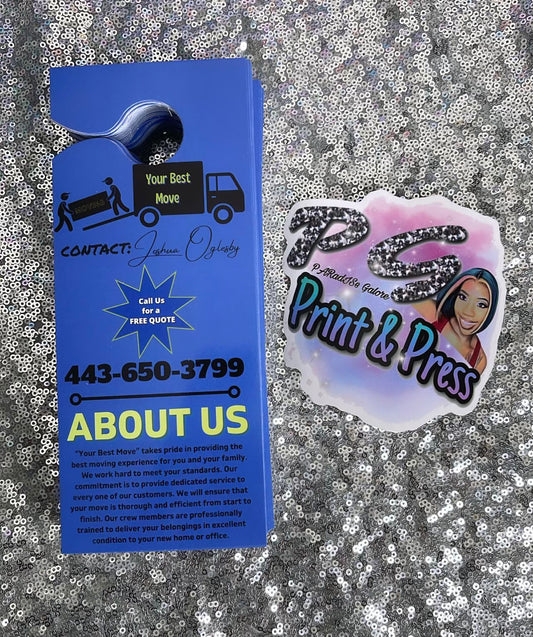 Your Best
Move
MOVING
CONTACT: Joshua Oglesby
Call Us
for a
FREE QUOTE
443-650-3799
ABOUT US
"Your Best Move" takes pride in providing the
best moving experience for you and your family.
We work hard to meet your standards. Our
commitment is to provide dedicated service to
every one of our customers. We will ensure that
your move is thorough and efficient from start to
finish. Our crew members are professionally
trained to deliver your belongings in excellent
condition to your new home or office.
PG
PARadISe Galore
Print & Press